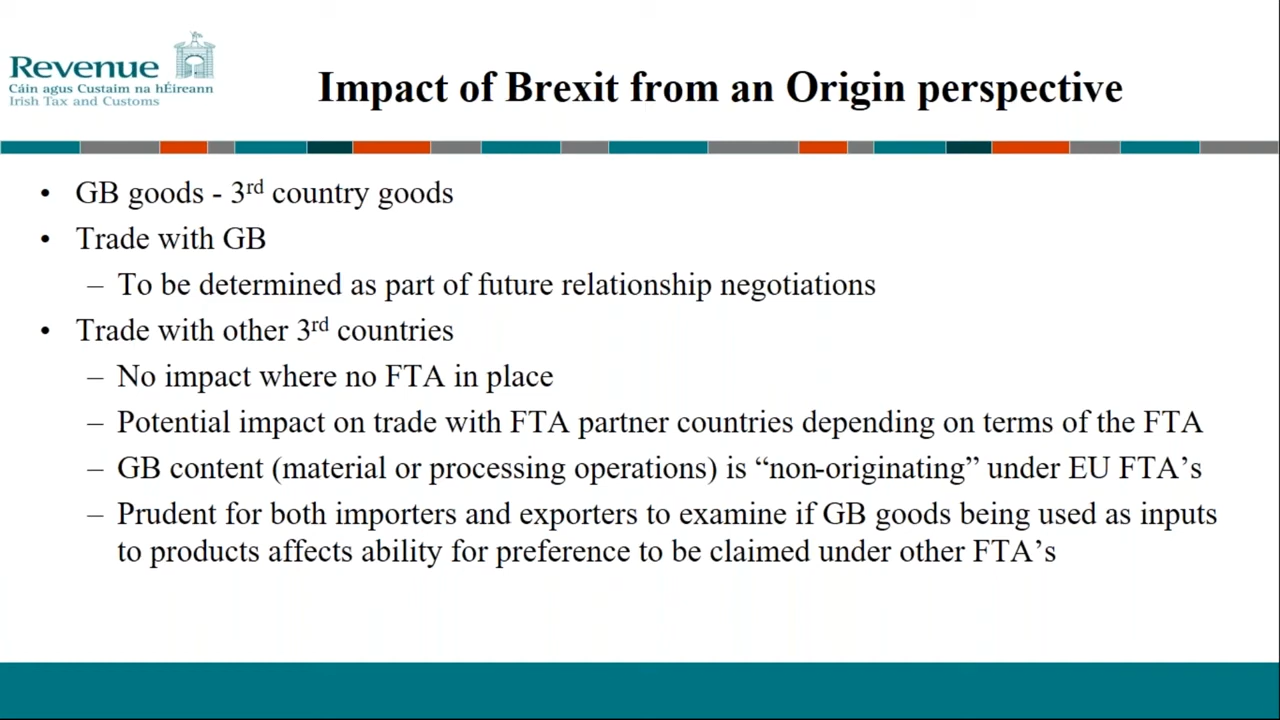 Revenue
Cáin agus Custaim na hÉireann
Irish Tax and Customs
Impact of Brexit from an Origin perspective
• GB goods - 3rd country goods
• Trade with GB
– To be determined as part of future relationship negotiations
• Trade with other 3rd countries
– No impact where no FTA in place
– Potential impact on trade with FTA partner countries depending on terms of the FTA
– GB content (material or processing operations) is “non-originating” under EU FTA’s
– Prudent for both importers and exporters to examine if GB goods being used as inputs
to products affects ability for preference to be claimed under other FTA’s